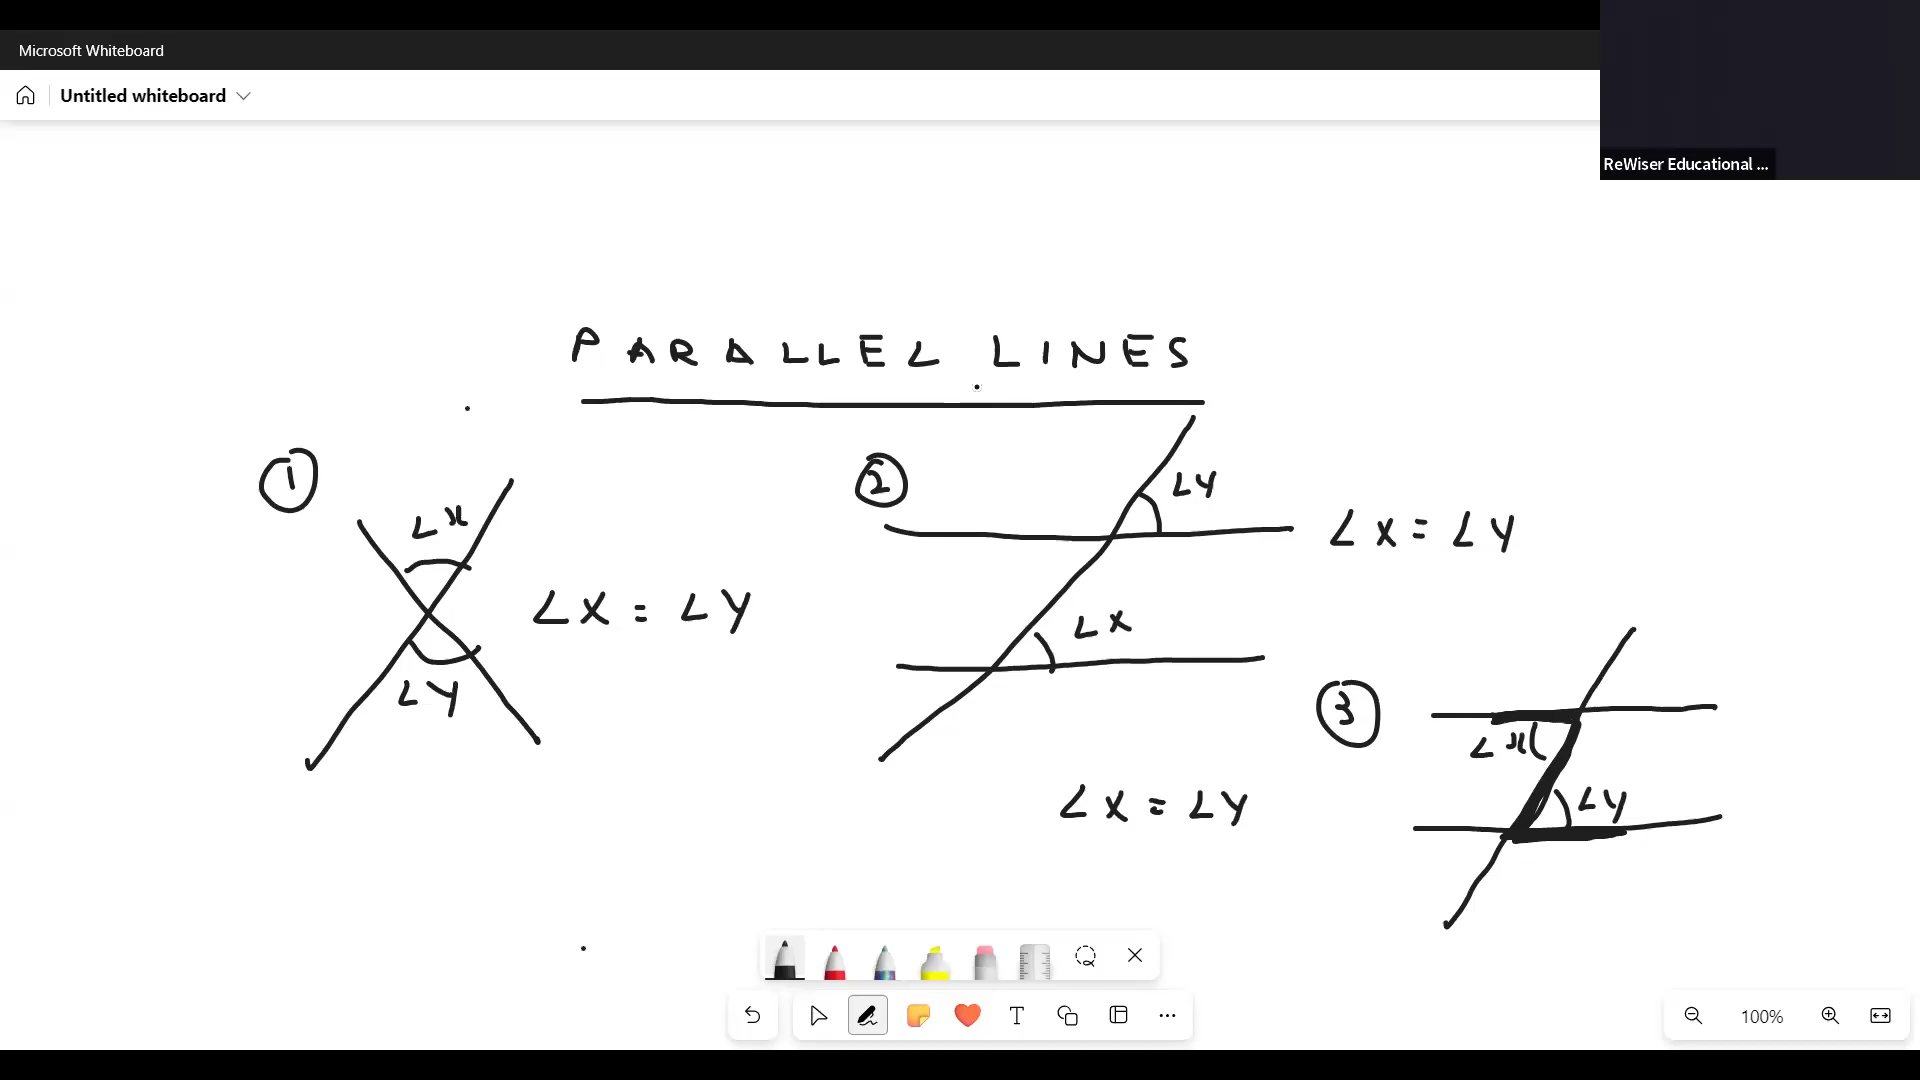 Microsoft Whiteboard
Untitled whiteboard
ReWiser Educational ...
PARALLEL LINES
1
∠x
∠X = ∠Y
∠Y
2
∠Y
∠X = ∠Y
∠X
3
∠x
∠Y
∠X = ∠Y
100%